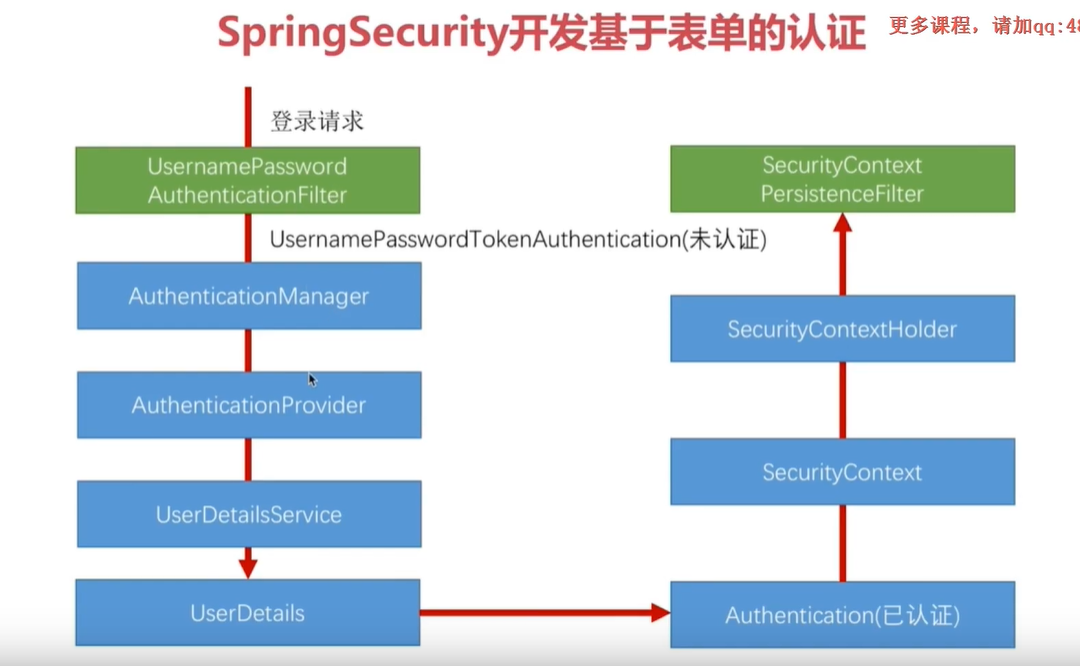 SpringSecurity开发基于表单的认证
更多课程，请加qq:48
登录请求
UsernamePassword
AuthenticationFilter
UsernamePasswordTokenAuthentication(未认证)
AuthenticationManager
AuthenticationProvider
UserDetailsService
UserDetails
SecurityContext
PersistenceFilter
SecurityContextHolder
SecurityContext
Authentication(已认证)